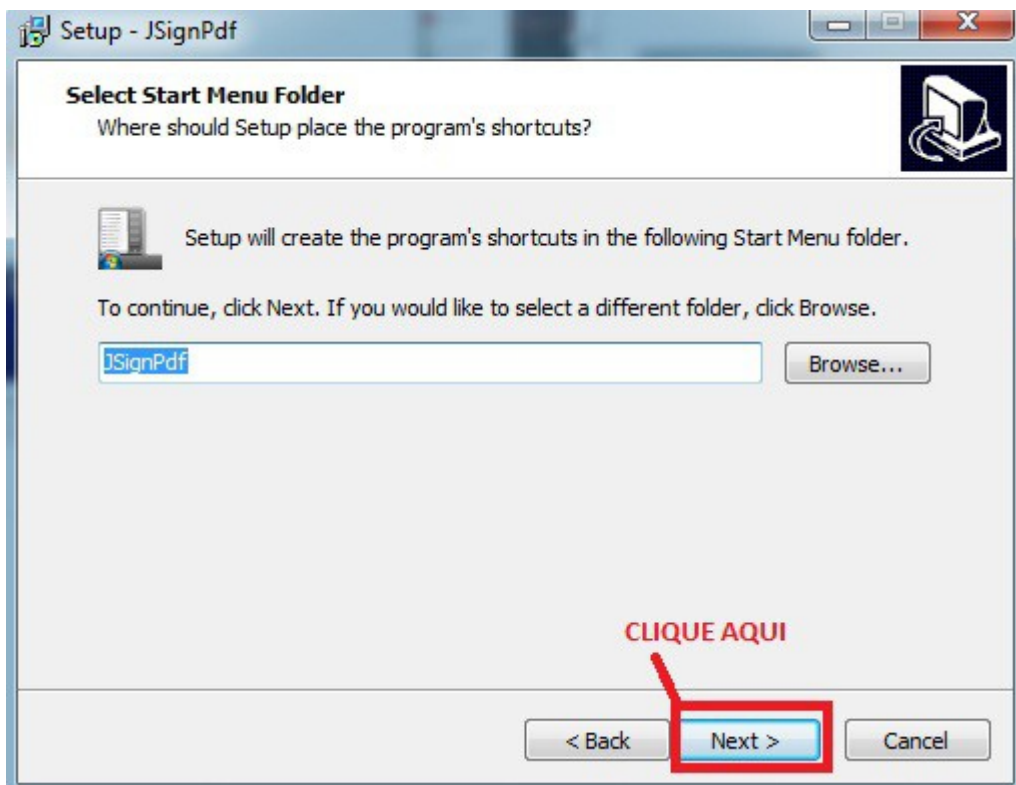 Setup - JSignPdf
Select Start Menu Folder
Where should Setup place the program's shortcuts?
Setup will create the program's shortcuts in the following Start Menu folder.
To continue, click Next. If you would like to select a different folder, click Browse.
JSignPdf
Browse...
CLIQUE AQUI
< Back
Next >
Cancel